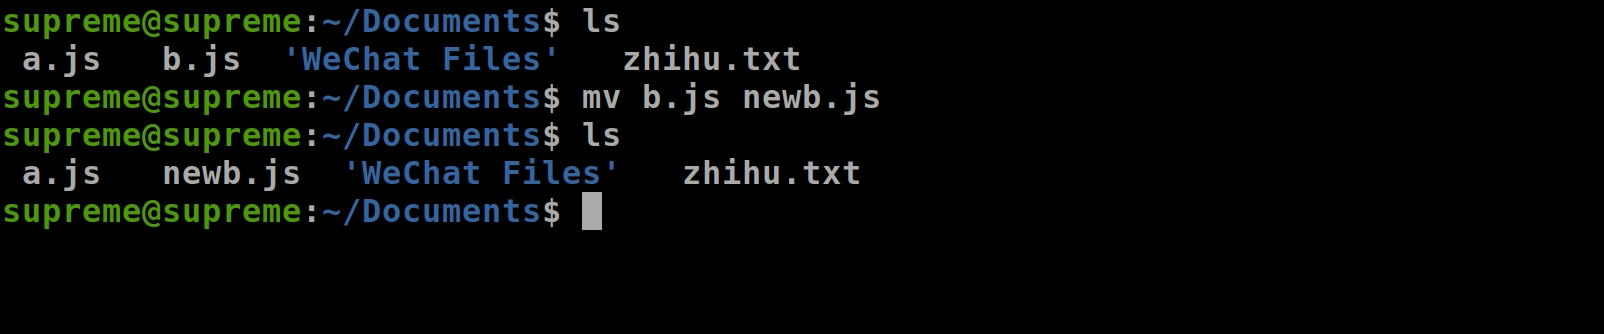 supreme@supreme:~/Documents$ ls
a.js   b.js  'WeChat Files'   zhihu.txt
supreme@supreme:~/Documents$ mv b.js newb.js
supreme@supreme:~/Documents$ ls
a.js   newb.js  'WeChat Files'   zhihu.txt
supreme@supreme:~/Documents$